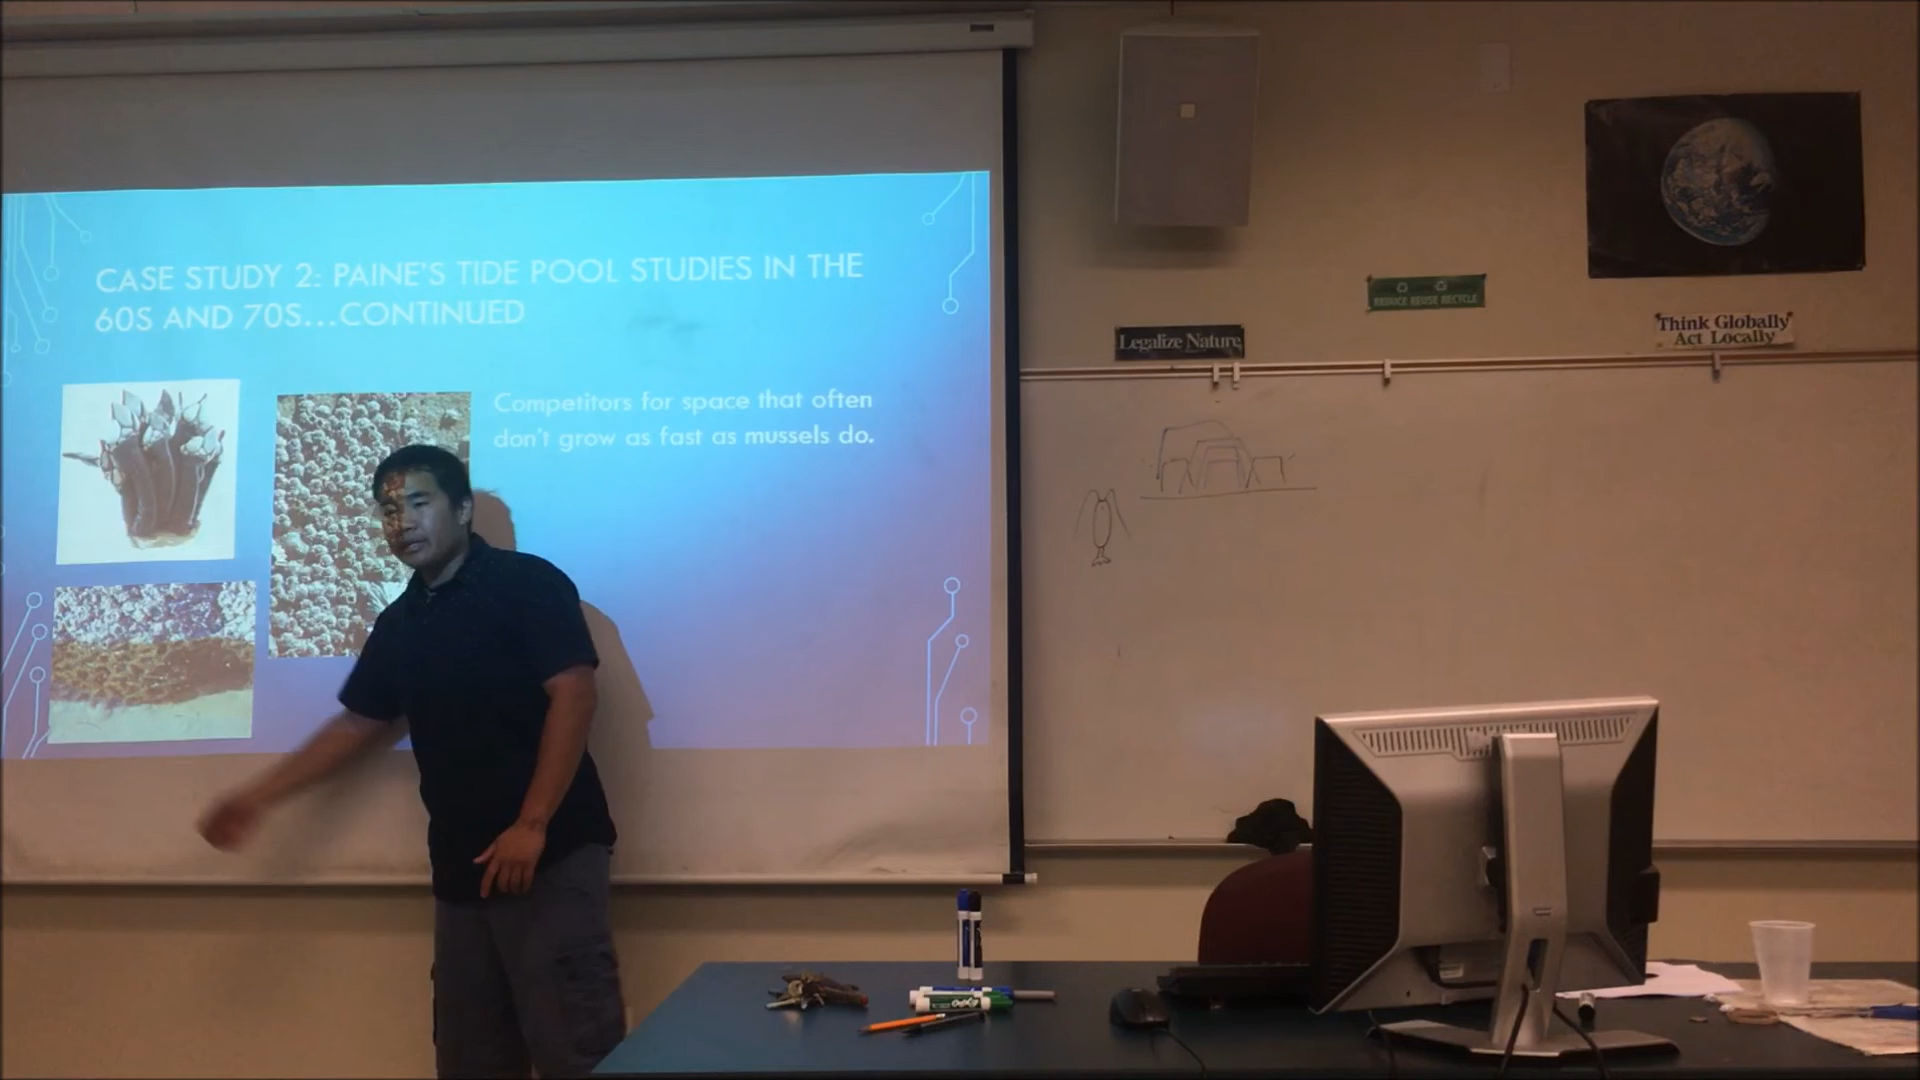 CASE STUDY 2: PAINE'S TIDE POOL STUDIES IN THE
60S AND 70S...CONTINUED
Competitors for space that often
don't grow as fast as mussels do.
Legalize Nature
REDUCE REUSE RECYCLE
Think Globally
Act Locally
EXPO